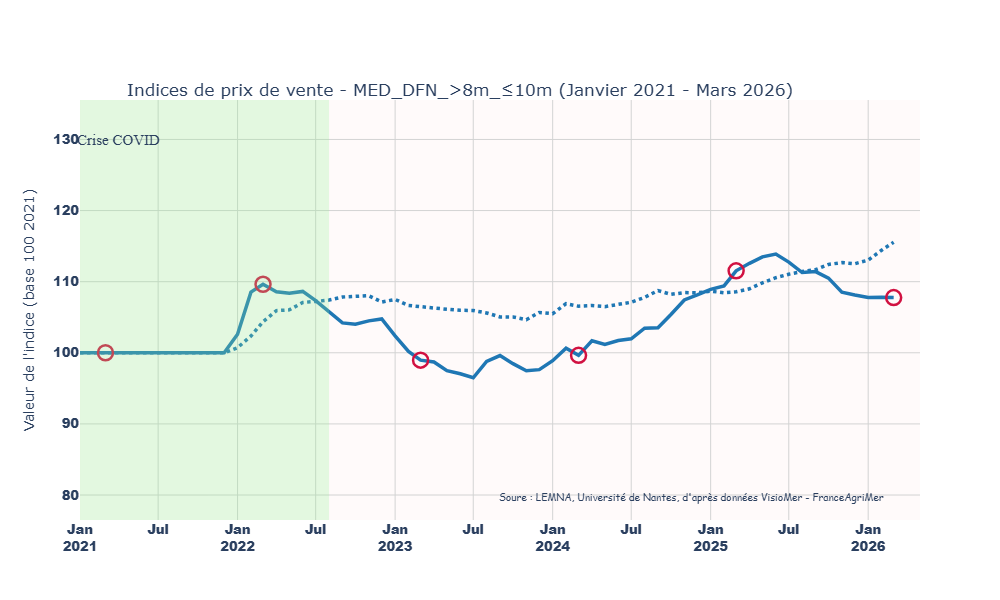 Indices de prix de vente - MED_DFN_>8m_≤10m (Janvier 2021 - Mars 2026)
Valeur de l'indice (base 100 2021)
130
Crise COVID
120
110
100
90
80
Soure : LEMNA, Université de Nantes, d'après données VisioMer - FranceAgriMer
Jan Jul Jan Jul Jan Jul Jan Jul Jan Jul Jan
2021 2022 2023 2024 2025 2026